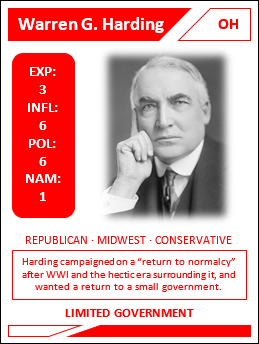 Warren G. Harding
OH
EXP:
3
INFL:
6
POL:
6
NAM:
1
REPUBLICAN · MIDWEST · CONSERVATIVE
Harding campaigned on a “return to normalcy”
after WWI and the hectic era surrounding it, and
wanted a return to a small government.
LIMITED GOVERNMENT